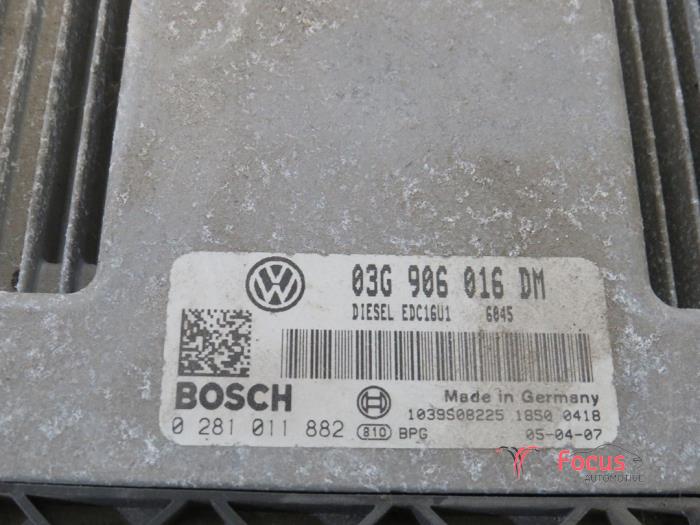 03G 906 016 DM
DIESEL EDC16U1 6045
BOSCH
Made in Germany
1039S08225 1850 0418
0 281 011 882 810 BPG 05-04-07
Focus
AUTOMOTIVE